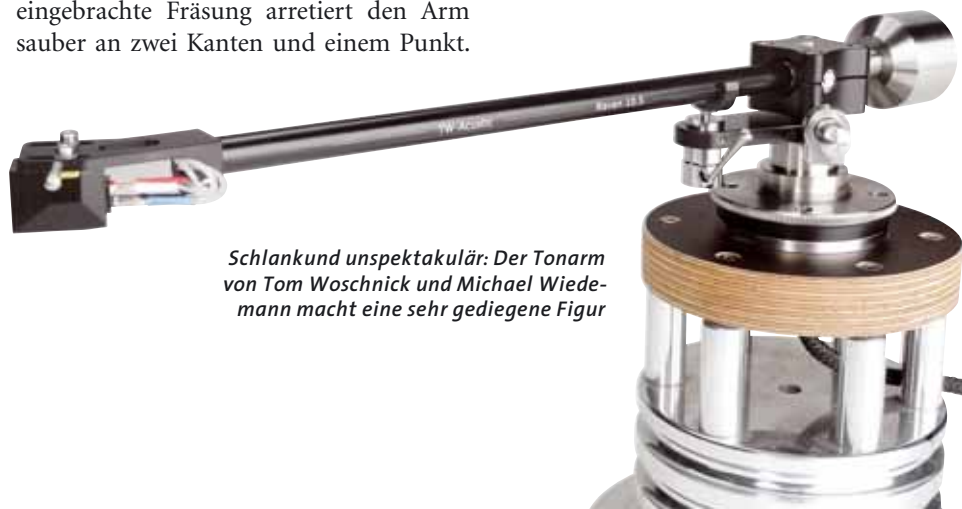 eingebrachte Fräsung arretiert den Arm
sauber an zwei Kanten und einem Punkt.
TW-Acustic
Raven 10.5
Schlankund unspektakulär: Der Tonarm
von Tom Woschnick und Michael Wiede-
mann macht eine sehr gediegene Figur